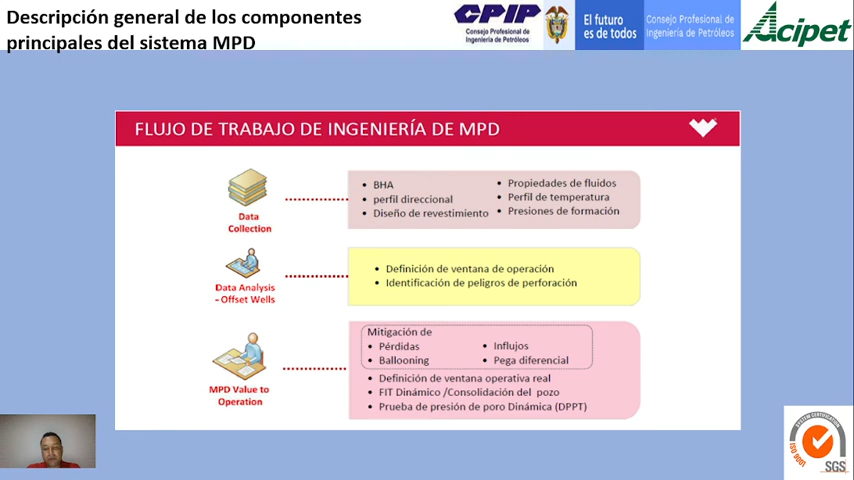 Descripción general de los componentes
principales del sistema MPD
CPIP
Consejo Profesional de
Ingeniería de Petróleos
El futuro
es de todos
Consejo Profesional de
Ingeniería de Petróleos
Acipet
FLUJO DE TRABAJO DE INGENIERÍA DE MPD
Data
Collection
• BHA
• perfil direccional
• Diseño de revestimiento
• Propiedades de fluidos
• Perfil de temperatura
• Presiones de formación
Data Analysis
- Offset Wells
• Definición de ventana de operación
• Identificación de peligros de perforación
MPD Value to
Operation
Mitigación de
• Pérdidas
• Ballooning
• Influjos
• Pega diferencial
• Definición de ventana operativa real
• FIT Dinámico /Consolidación del pozo
• Prueba de presión de poro Dinámica (DPPT)
SYSTEM CERTIFICATION
ISO 9001
SGS